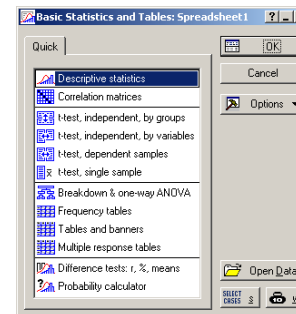 Basic Statistics and Tables: Spreadsheet1
Quick
OK
Cancel
Options
Descriptive statistics
Correlation matrices
t-test, independent, by groups
t-test, independent, by variables
t-test, dependent samples
t-test, single sample
Breakdown & one-way ANOVA
Frequency tables
Tables and banners
Multiple response tables
Difference tests: r, %, means
Probability calculator
Open Data
SELECT CASES S